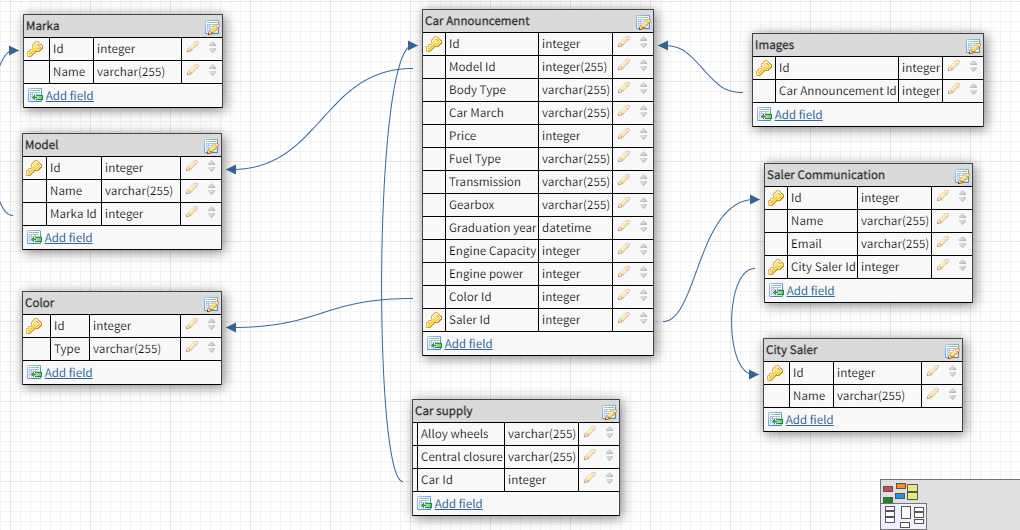 Marka
Id integer
Name varchar(255)
Add field
Model
Id integer
Name varchar(255)
Marka Id integer
Add field
Color
Id integer
Type varchar(255)
Add field
Car Announcement
Id integer
Model Id integer(255)
Body Type varchar(255)
Car March varchar(255)
Price integer
Fuel Type varchar(255)
Transmission varchar(255)
Gearbox varchar(255)
Graduation year datetime
Engine Capacity integer
Engine power integer
Color Id integer
Saler Id integer
Add field
Car supply
Alloy wheels varchar(255)
Central closure varchar(255)
Car Id integer
Add field
Images
Id integer
Car Announcement Id integer
Add field
Saler Communication
Id integer
Name varchar(255)
Email varchar(255)
City Saler Id integer
Add field
City Saler
Id integer
Name varchar(255)
Add field